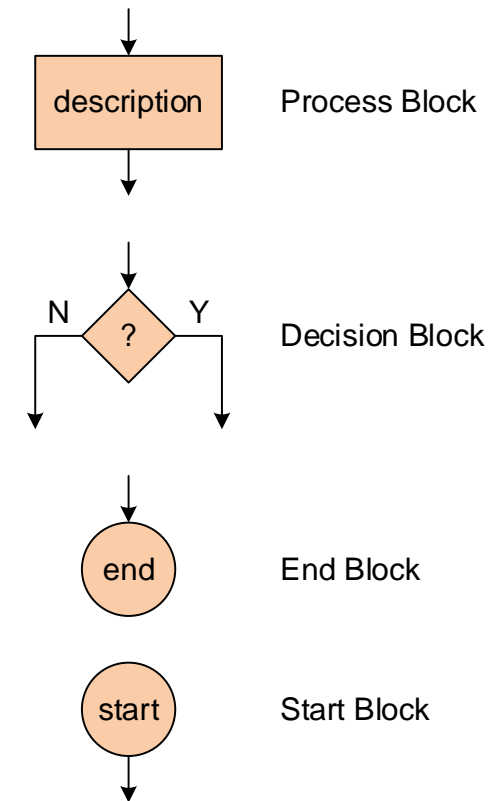 description Process Block
N Y
? Decision Block
end End Block
start Start Block